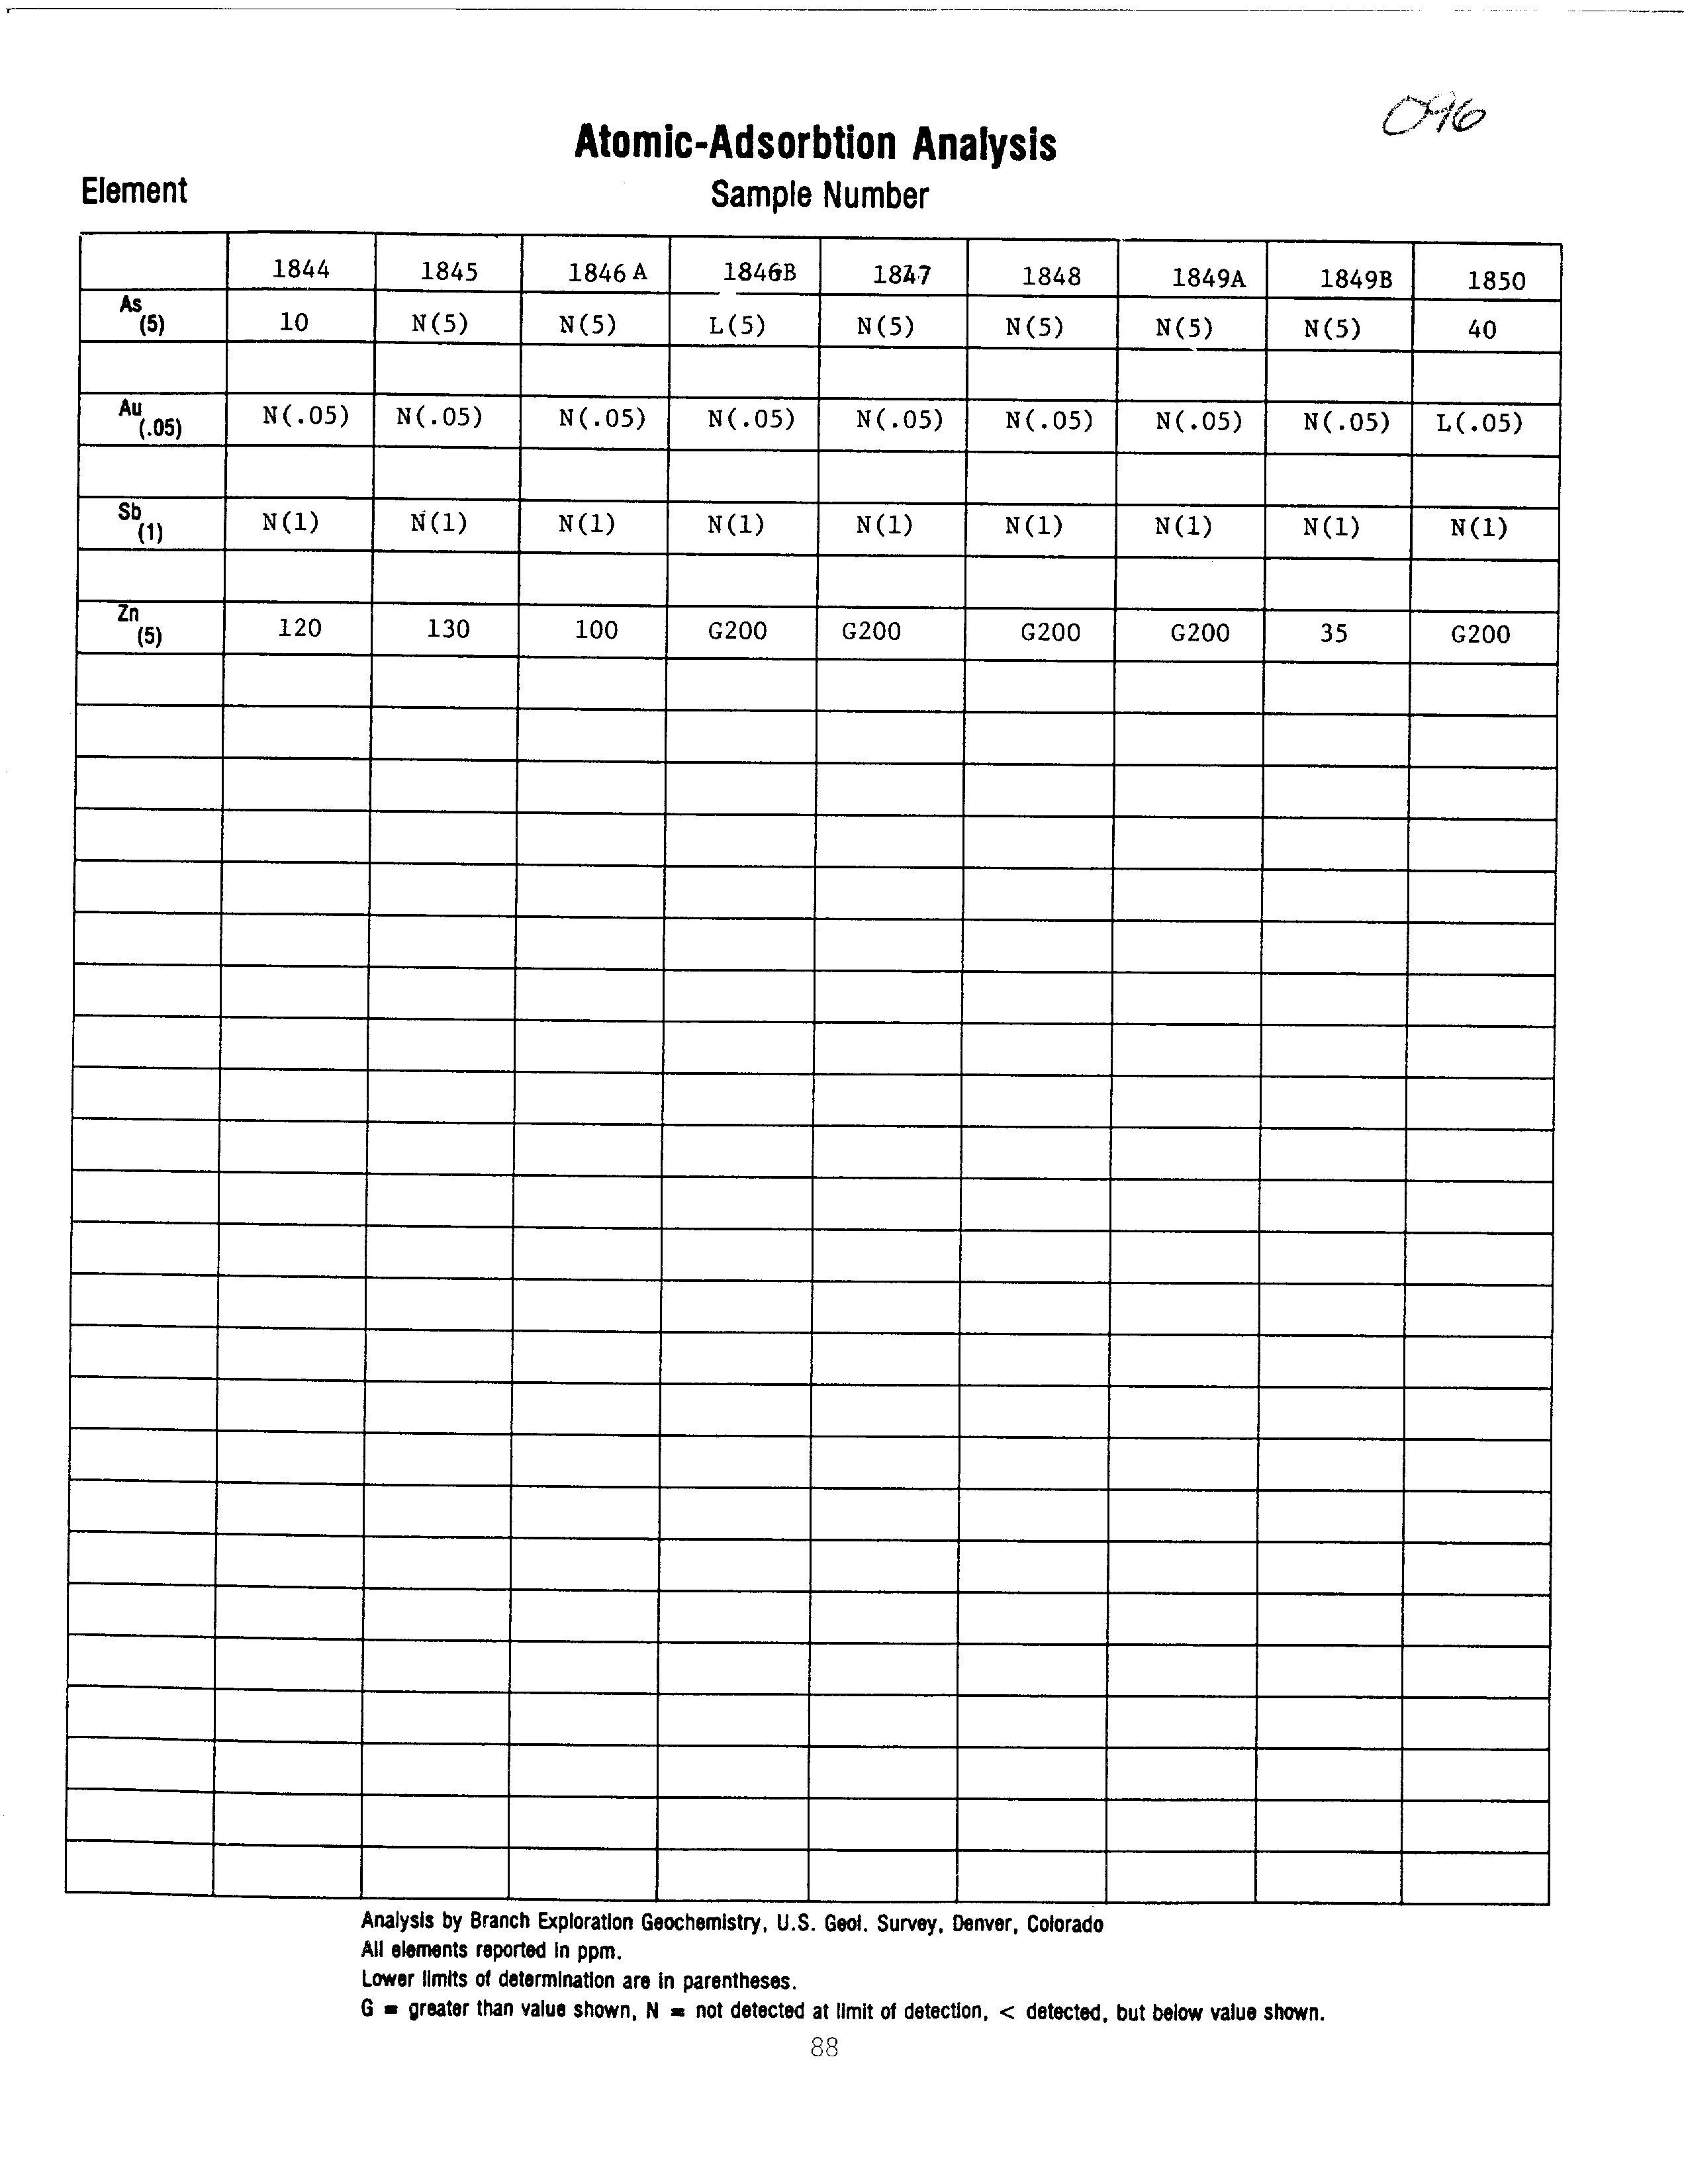 096
Atomic-Adsorbtion Analysis
Element Sample Number
1844 1845 1846 A 1846B 1847 1848 1849A 1849B 1850
As (5) 10 N(5) N(5) L(5) N(5) N(5) N(5) N(5) 40
Au (.05) N(.05) N(.05) N(.05) N(.05) N(.05) N(.05) N(.05) N(.05) L(.05)
Sb (1) N(1) N(1) N(1) N(1) N(1) N(1) N(1) N(1) N(1)
Zn (5) 120 130 100 G200 G200 G200 G200 35 G200
Analysis by Branch Exploration Geochemistry, U.S. Geol. Survey, Denver, Colorado
All elements reported in ppm.
Lower limits of determination are in parentheses.
G = greater than value shown, N = not detected at limit of detection, < detected, but below value shown.
88